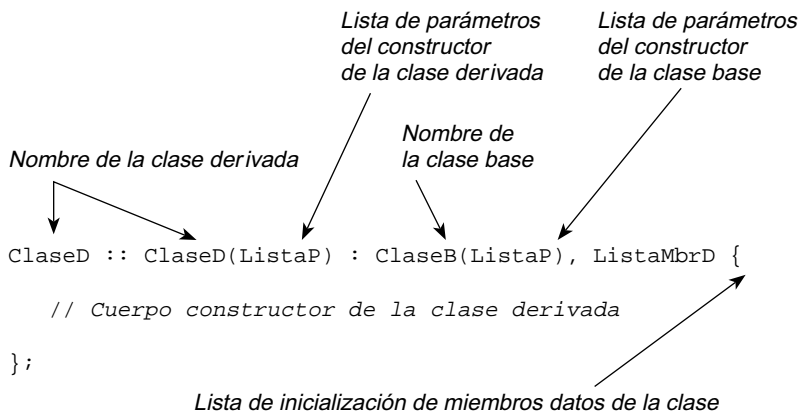 Lista de parámetros
del constructor
de la clase derivada
Lista de parámetros
del constructor
de la clase base
Nombre de la clase derivada
Nombre de
la clase base
ClaseD :: ClaseD(ListaP) : ClaseB(ListaP), ListaMbrD {
// Cuerpo constructor de la clase derivada
};
Lista de inicialización de miembros datos de la clase